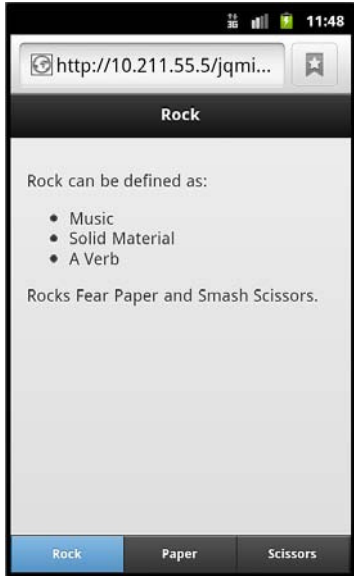 3G 11:48
http://10.211.55.5/jqmi...
Rock
Rock can be defined as:
• Music
• Solid Material
• A Verb
Rocks Fear Paper and Smash Scissors.
Rock Paper Scissors